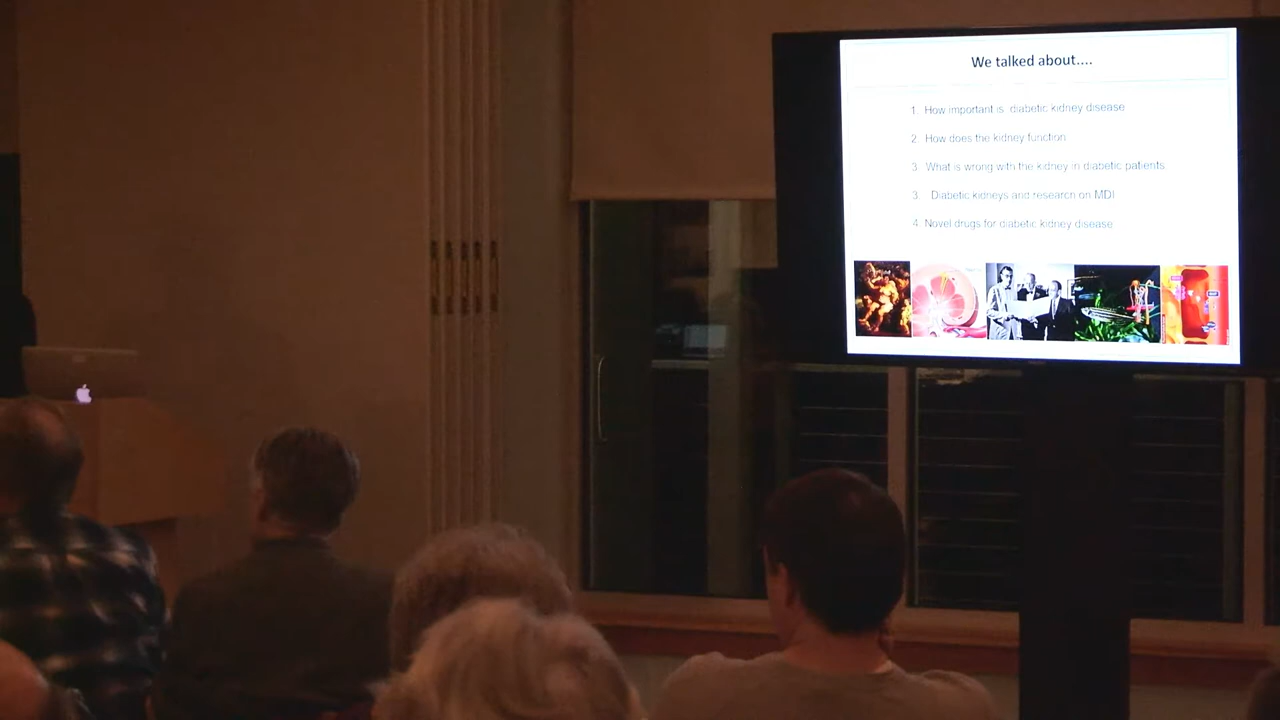 We talked about....
1. How important is diabetic kidney disease
2. How does the kidney function
3. What is wrong with the kidney in diabetic patients
3. Diabetic kidneys and research on MDI
4. Novel drugs for diabetic kidney disease